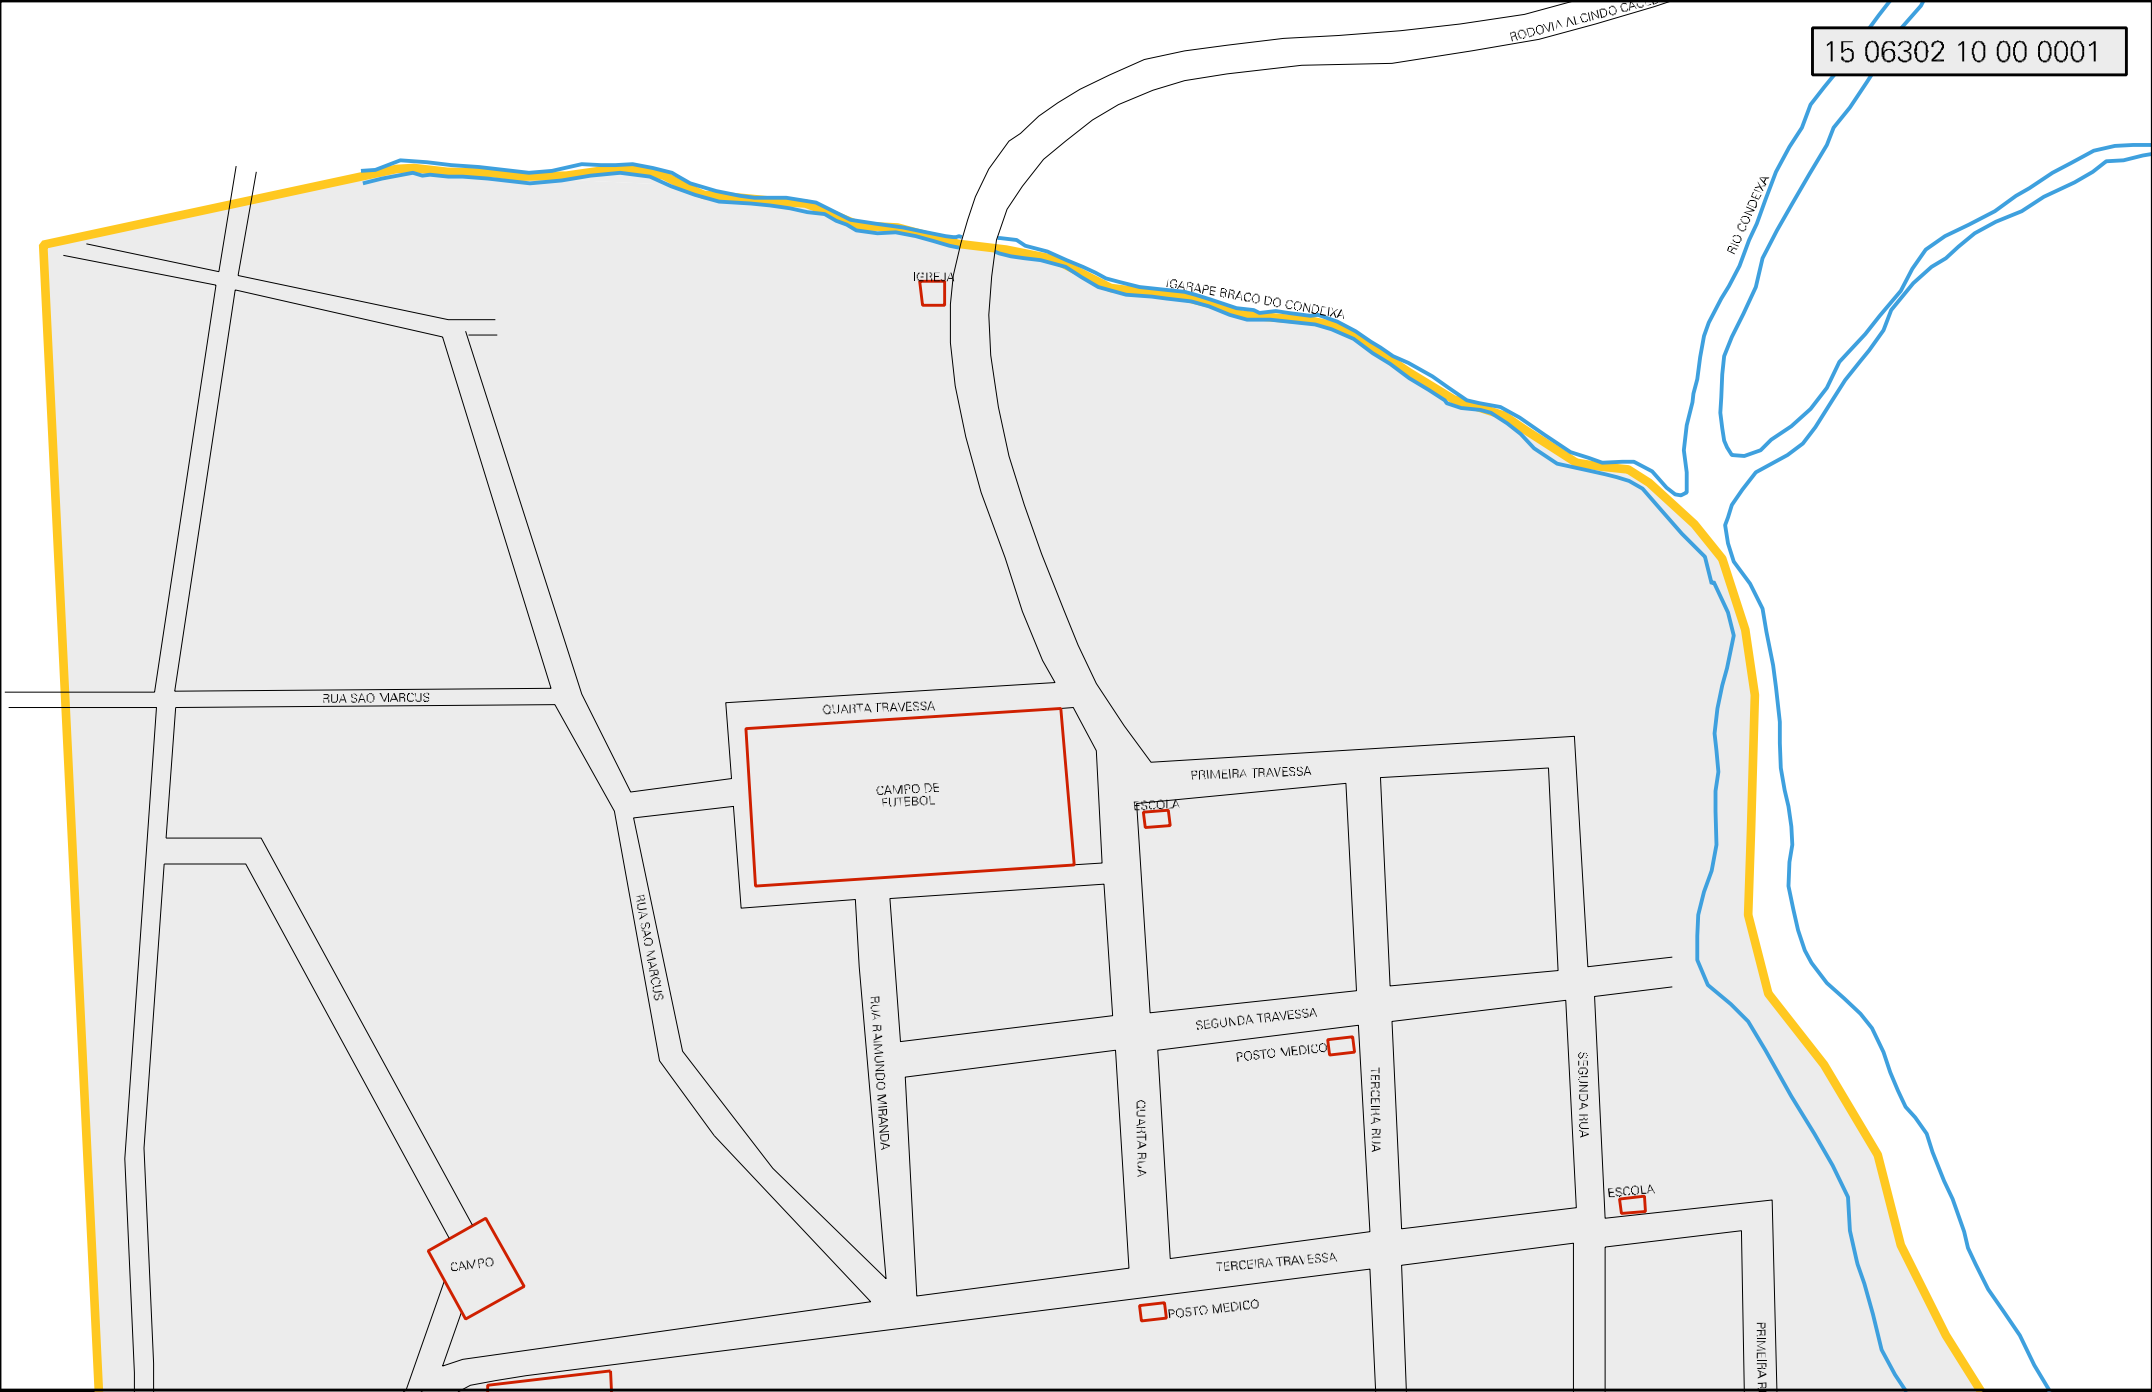 RODOVIA ALCINDO
15 06302 10 00 0001
RIO CONDEIXA
IGREJA
IGARAPE BRACO DO CONDEIXA
RUA SAO MARCUS
QUARTA TRAVESSA
PRIMEIRA TRAVESSA
CAMPO DE
FUTEBOL
ESCOLA
RUA SAO MARCUS
RUA RAIMUNDO MIRANDA
SEGUNDA TRAVESSA
POSTO MEDICO
TERCEIRA RUA
SEGUNDA RUA
QUARTA RUA
ESCOLA
CAMPO
TERCEIRA TRAVESSA
POSTO MEDICO
PRIMEIRA